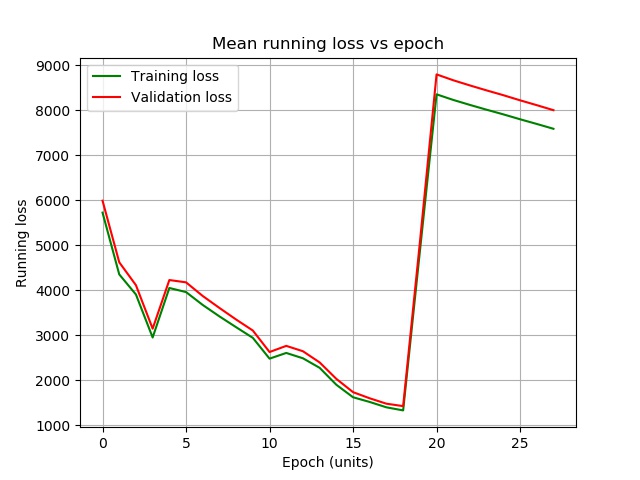 Mean running loss vs epoch
Training loss
Validation loss
9000
8000
7000
6000
5000
4000
3000
2000
1000
Running loss
0 5 10 15 20 25
Epoch (units)